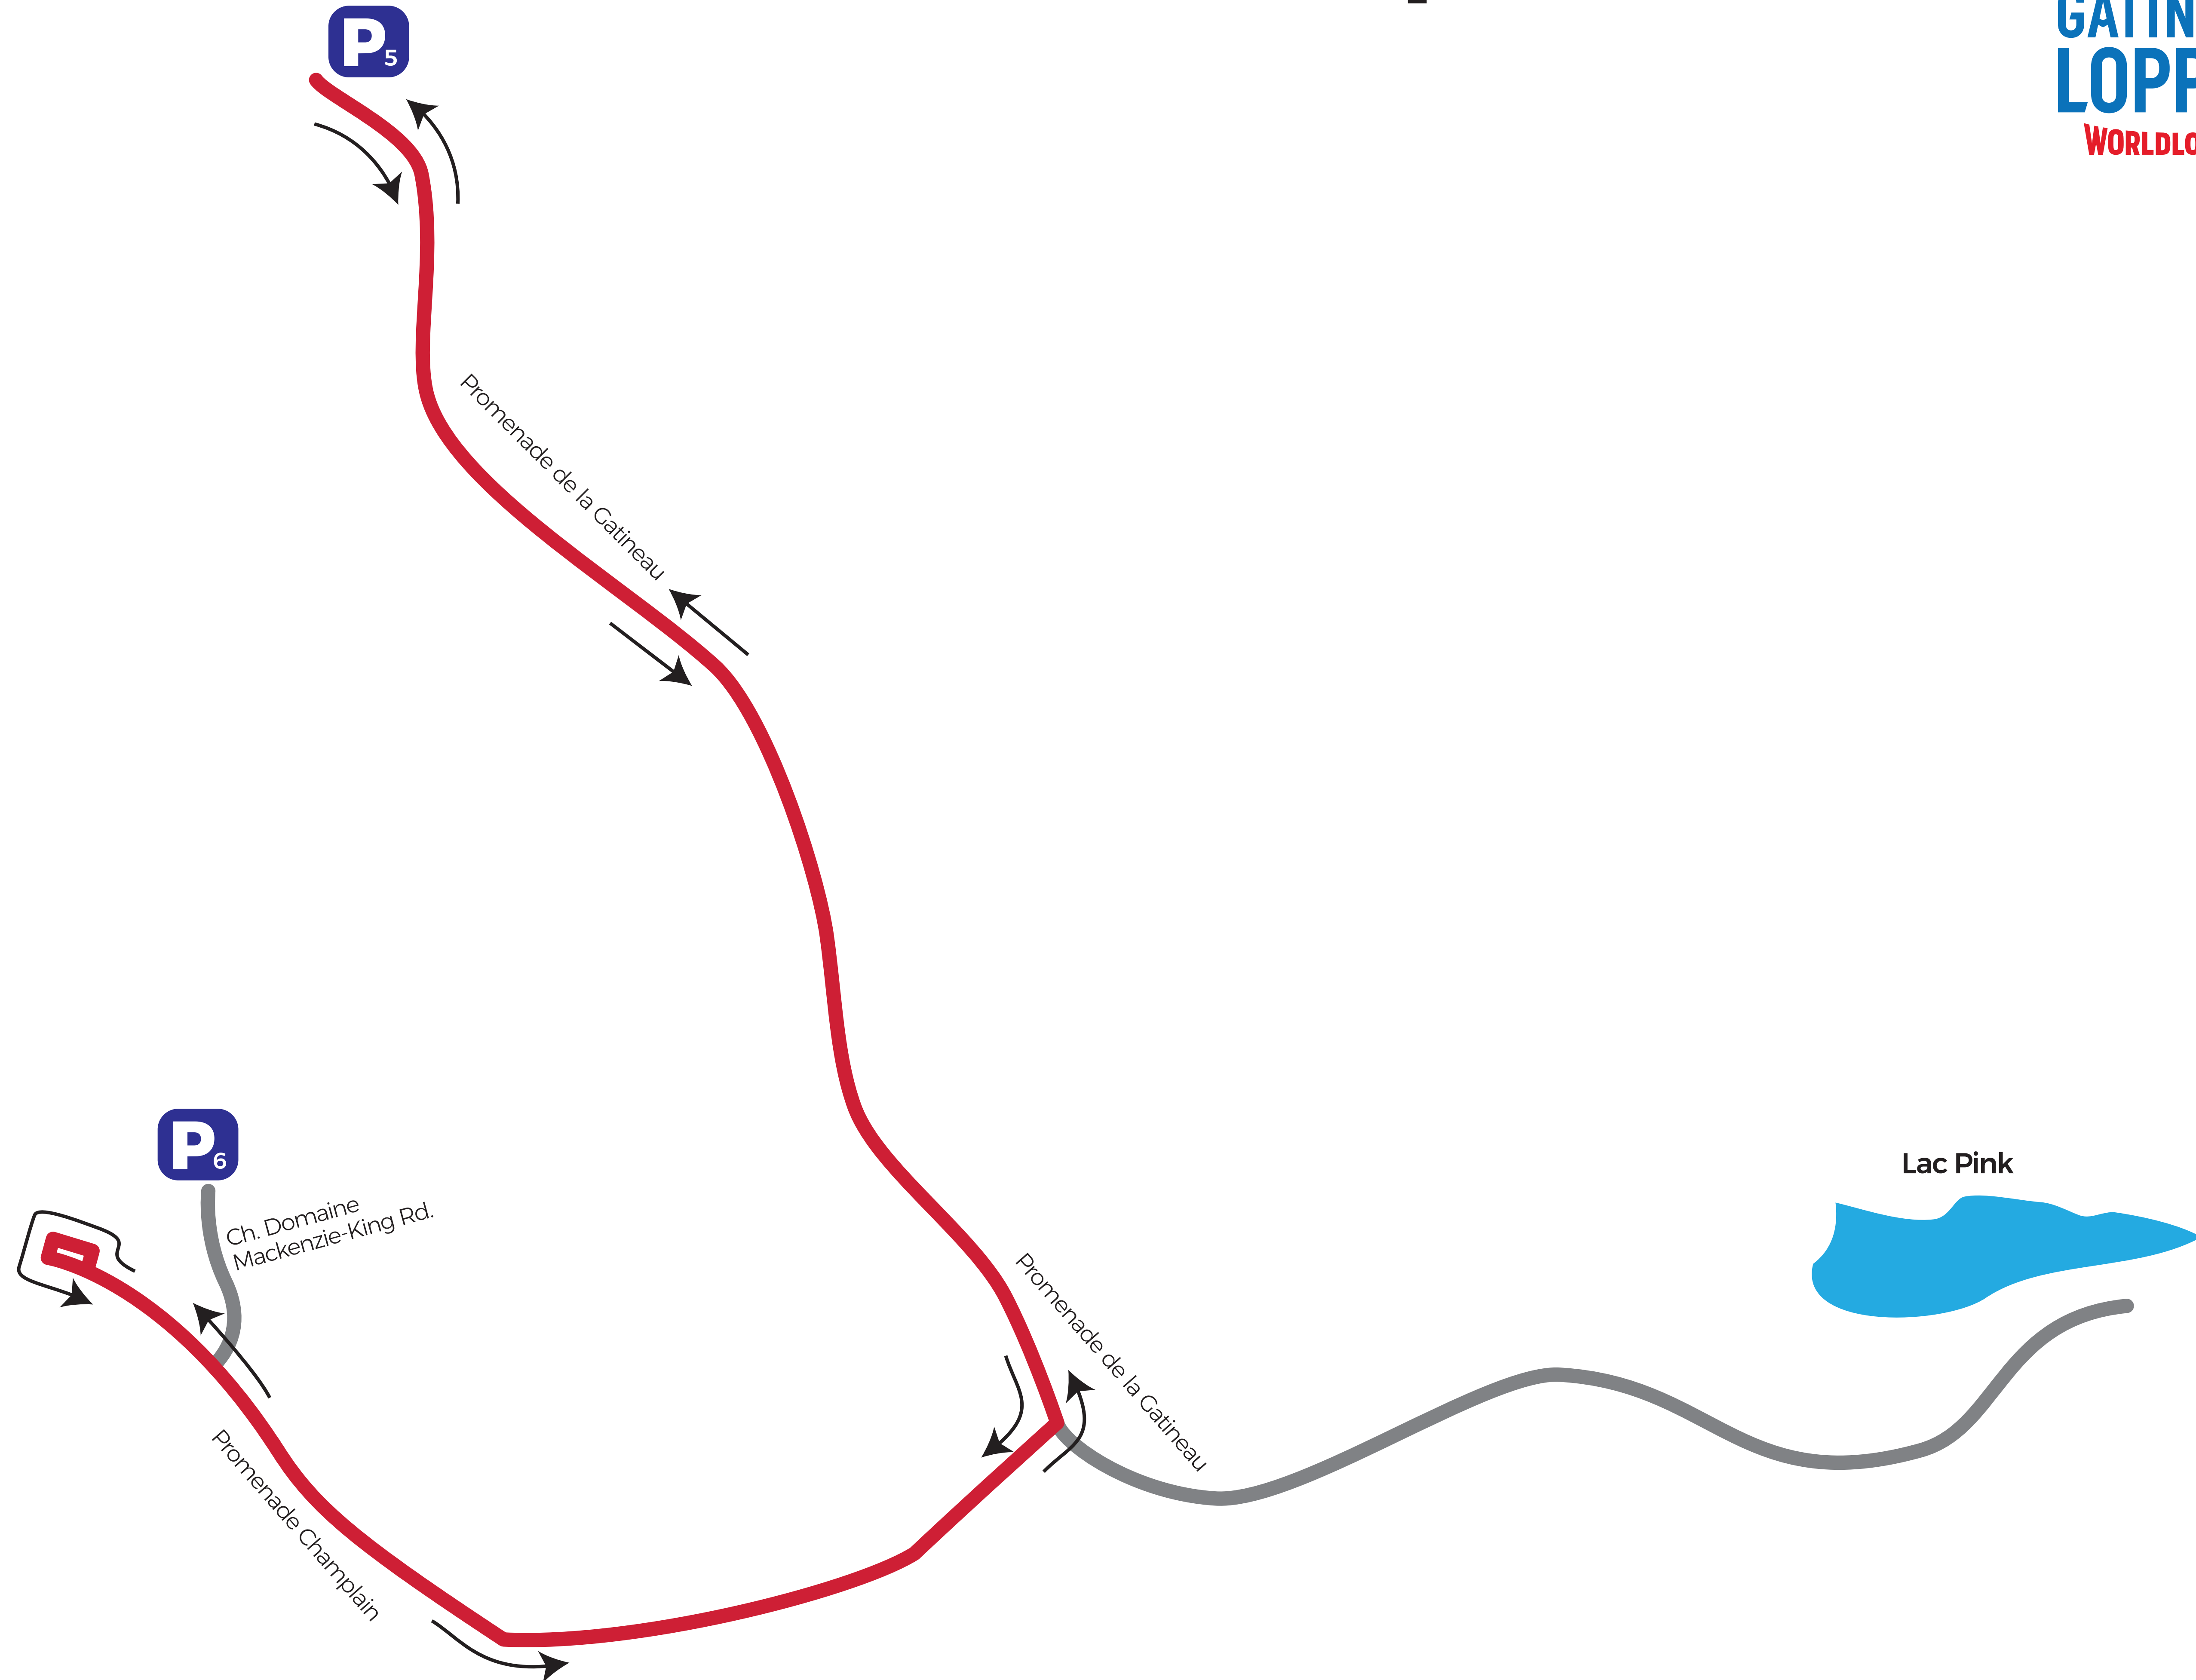 P5
LOPP
WORLDLO
Promenade de la Gatineau
P6
Ch. Domaine
Mackenzie-King Rd.
Lac Pink
Promenade de la Gatineau
Promenade Champlain